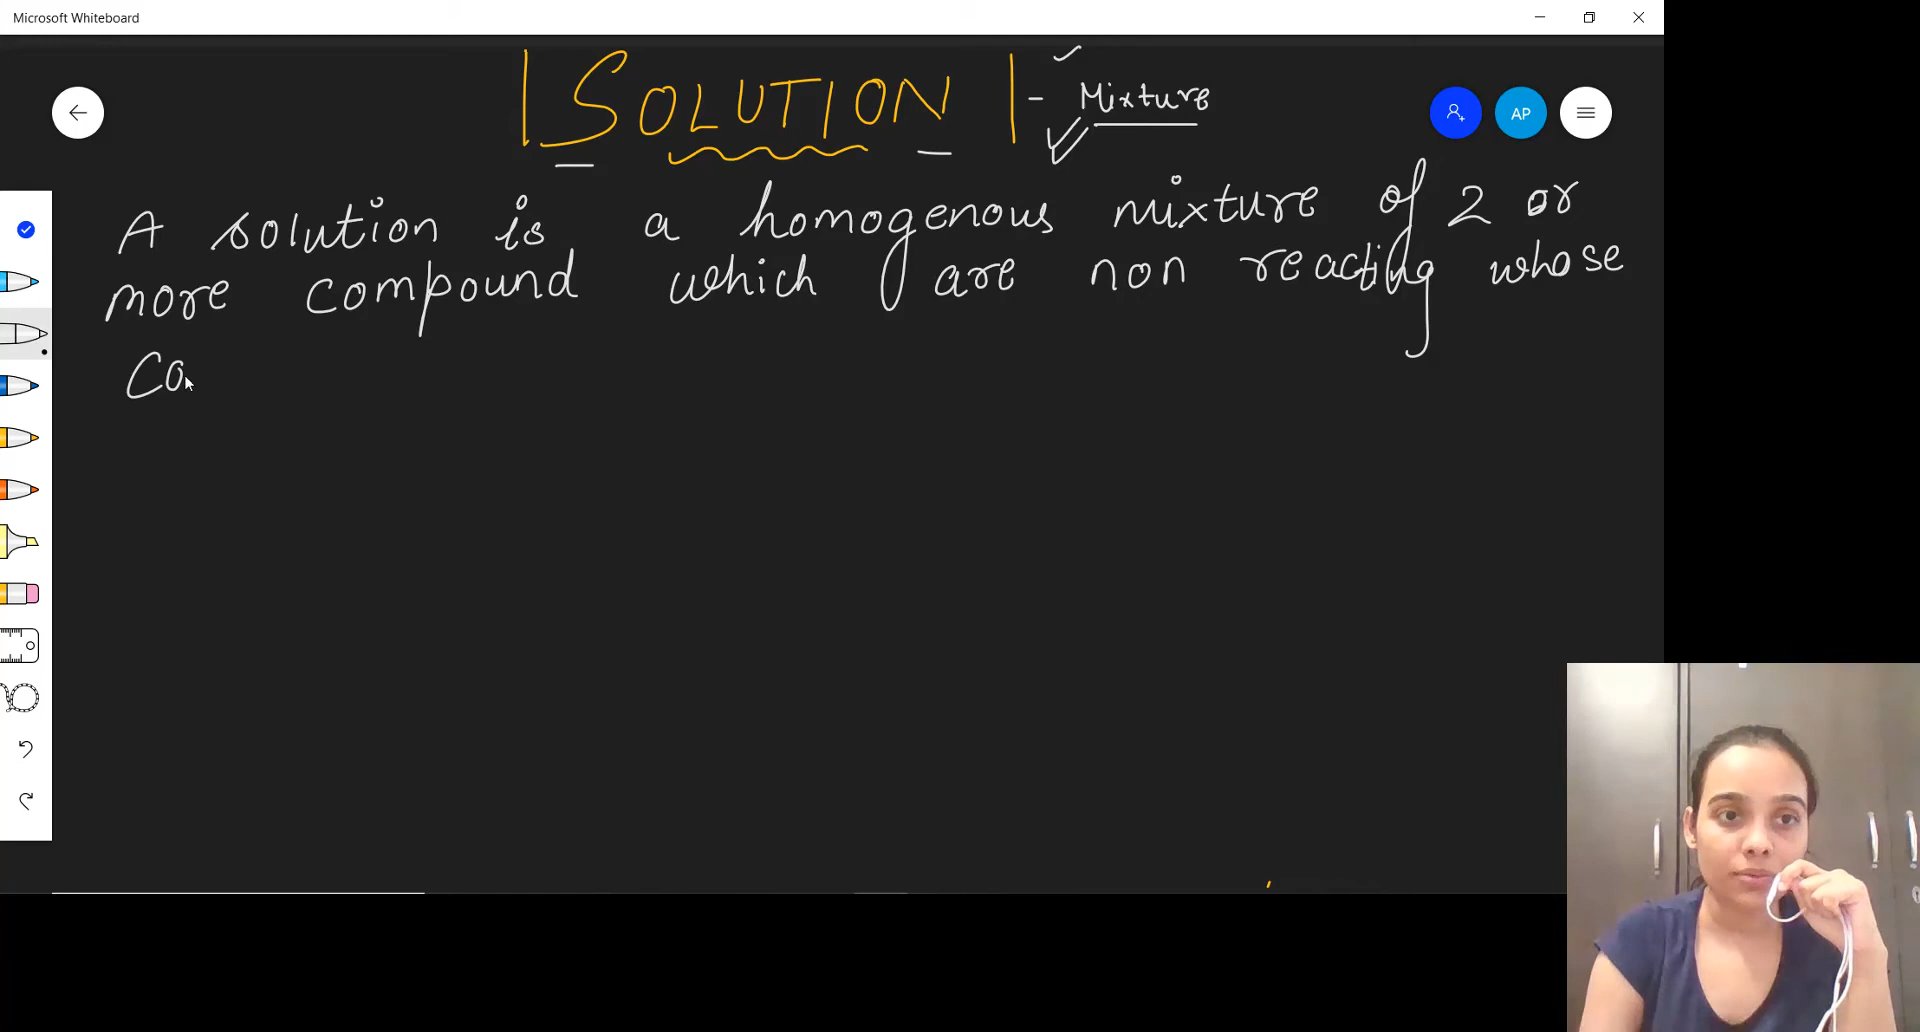 Microsoft Whiteboard
SOLUTION - Mixture
AP
A solution is a homogenous mixture of 2 or
more compound which are non reacting whose
Co